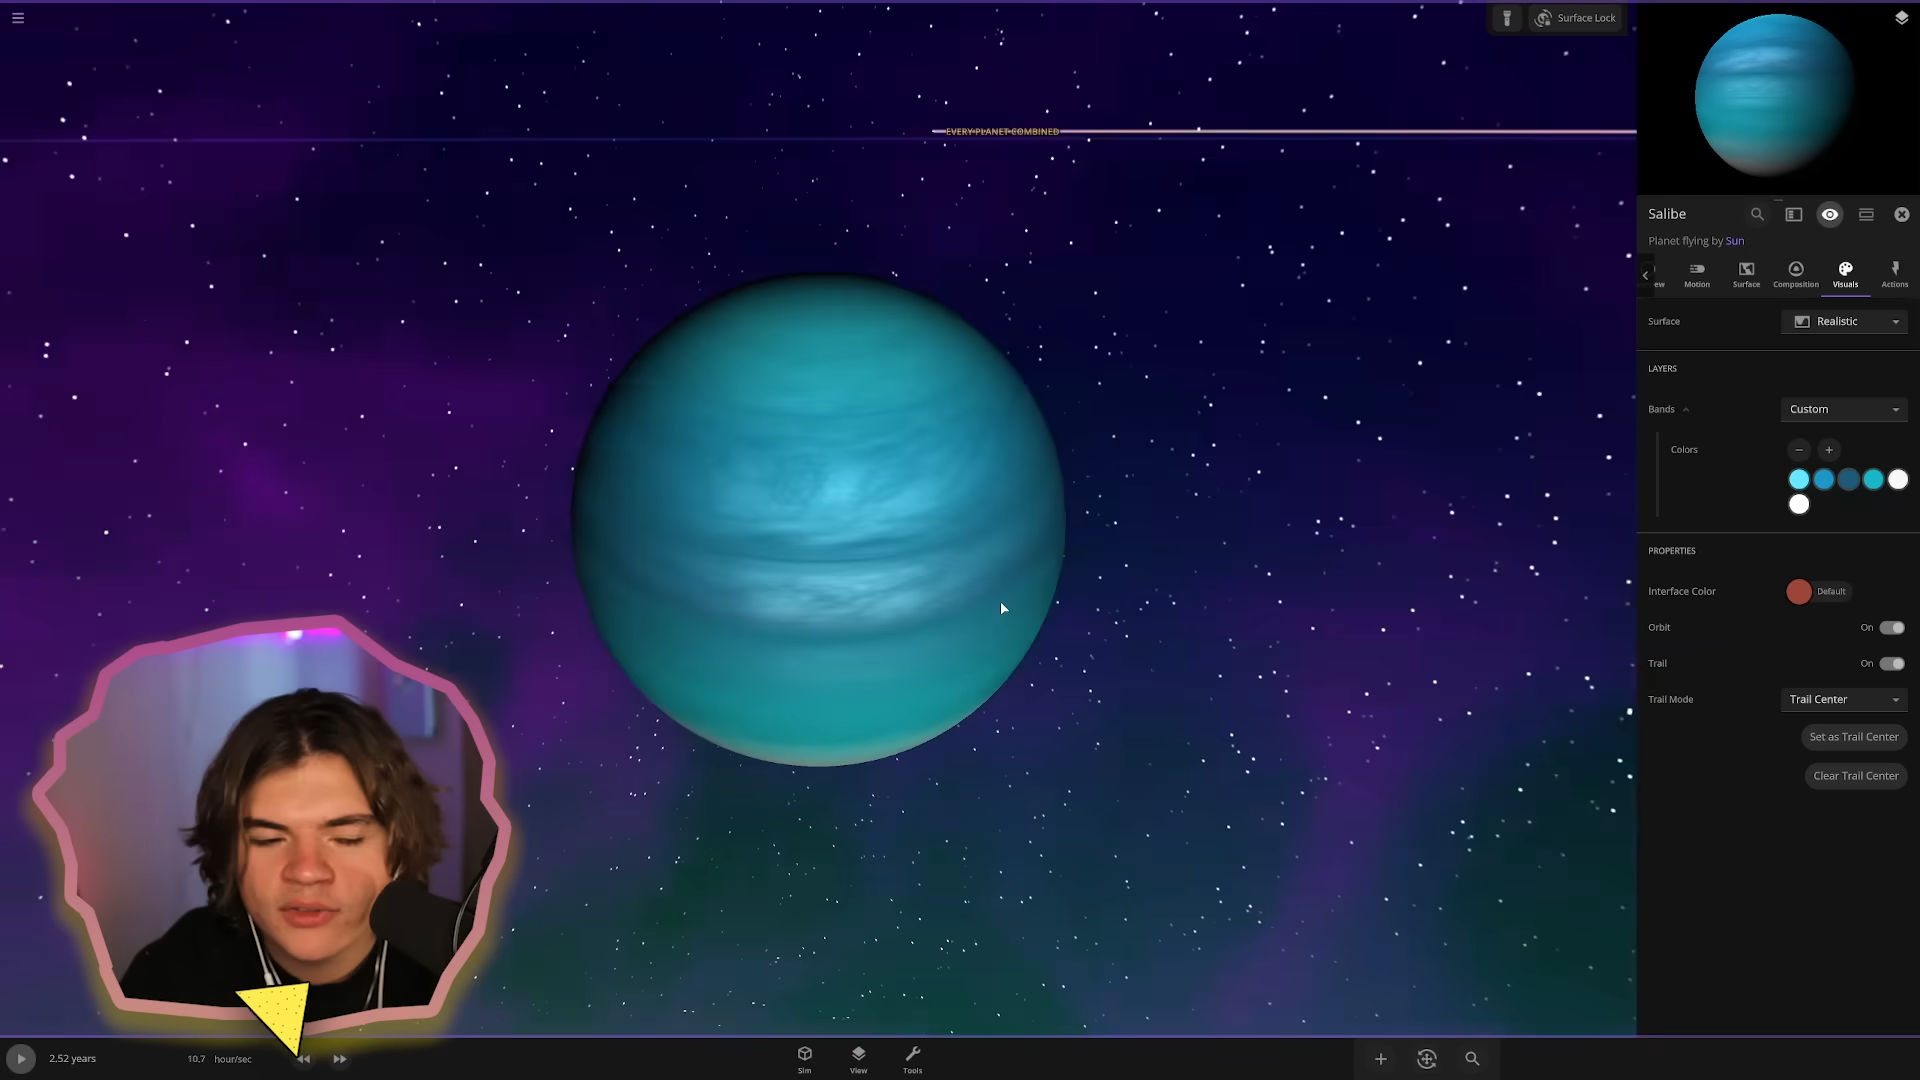 Surface Lock
EVERY PLANET COMBINED
Salibe
Planet flying by Sun
ew
Motion
Surface
Composition
Visuals
Actions
Surface
Realistic
LAYERS
Bands
Custom
Colors
PROPERTIES
Interface Color
Default
Orbit
On
Trail
On
Trail Mode
Trail Center
Set as Trail Center
Clear Trail Center
2.52 years
10.7 hour/sec
Sim
View
Tools